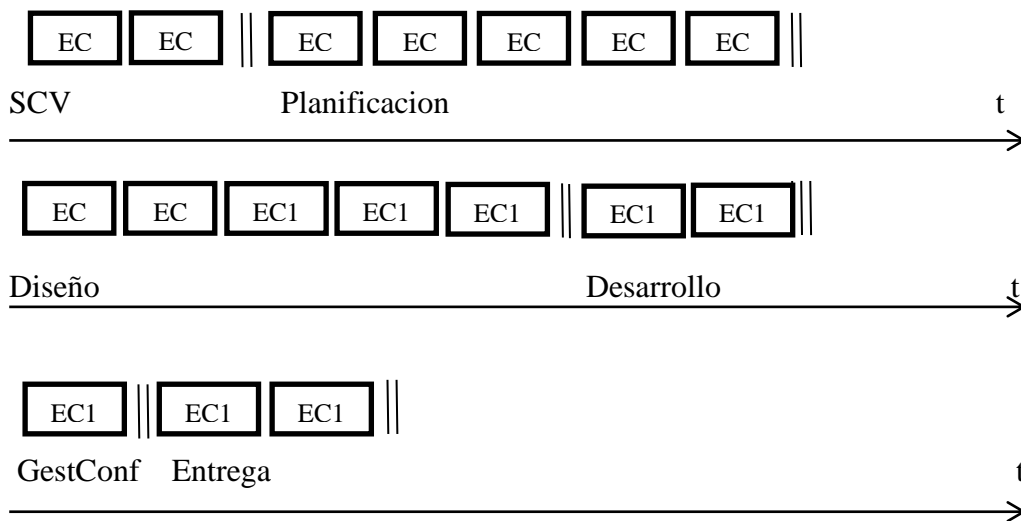 EC EC EC EC EC EC EC
SCV Planificacion t
EC EC EC1 EC1 EC1 EC1 EC1
Diseño Desarrollo t
EC1 EC1 EC1
GestConf Entrega t